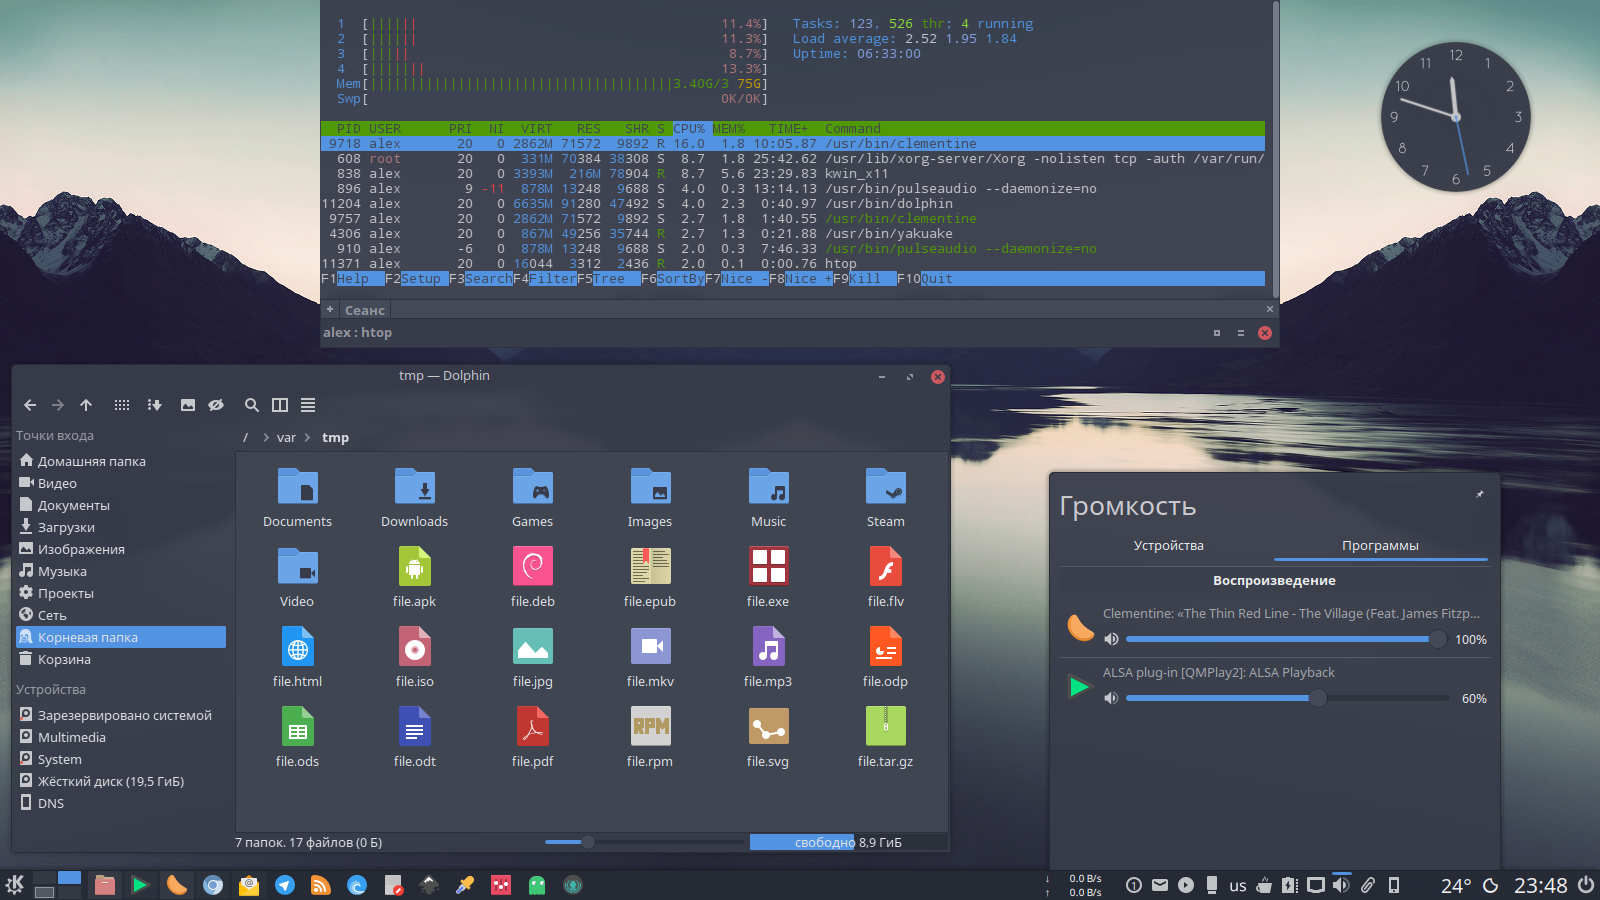 1 [|||||| 11.4%] Tasks: 123, 526 thr; 4 running
2 [|||||| 11.3%] Load average: 2.52 1.95 1.84
3 [||||| 8.7%] Uptime: 06:33:00
4 [||||||| 13.3%]
Mem[||||||||||||||||||||||||||||||||||||||3.40G/3 75G]
Swp[ 0K/0K]
PID USER PRI NI VIRT RES SHR S CPU% MEM% TIME+ Command
9718 alex 20 0 2862M 71572 9892 R 16.0 1.8 10:05.87 /usr/bin/clementine
608 root 20 0 331M 70384 38308 S 8.7 1.8 25:42.62 /usr/lib/xorg-server/Xorg -nolisten tcp -auth /var/run/
838 alex 20 0 3393M 216M 78904 R 8.7 5.6 23:29.83 kwin_x11
896 alex 9 -11 878M 13248 9688 S 4.0 0.3 13:14.13 /usr/bin/pulseaudio --daemonize=no
11204 alex 20 0 6635M 91280 47492 S 4.0 2.3 0:40.97 /usr/bin/dolphin
9757 alex 20 0 2862M 71572 9892 S 2.7 1.8 1:40.55 /usr/bin/clementine
4306 alex 20 0 867M 49256 35744 R 2.7 1.3 0:21.88 /usr/bin/yakuake
910 alex -6 0 878M 13248 9688 S 2.0 0.3 7:46.33 /usr/bin/pulseaudio --daemonize=no
11371 alex 20 0 16044 3312 2436 R 2.0 0.1 0:00.76 htop
F1Help F2Setup F3SearchF4FilterF5Tree F6SortByF7Nice -F8Nice +F9Kill F10Quit
+ Сеанс
alex : htop
12
1
2
3
4
5
6
7
8
9
10
11
tmp — Dolphin
/ > var > tmp
Точки входа
Домашняя папка
Видео
Документы
Загрузки
Изображения
Музыка
Проекты
Сеть
Корневая папка
Корзина
Устройства
Зарезервировано системой
Multimedia
System
Жёсткий диск (19,5 ГиБ)
DNS
Documents Downloads Games Images Music Steam
Video file.apk file.deb file.epub file.exe file.flv
file.html file.iso file.jpg file.mkv file.mp3 file.odp
RPM
file.ods file.odt file.pdf file.rpm file.svg file.tar.gz
7 папок. 17 файлов (0 Б)
свободно 8,9 ГиБ
Громкость
Устройства Программы
Воспроизведение
Clementine: «The Thin Red Line - The Village (Feat. James Fitzp...
100%
ALSA plug-in [QMPlay2]: ALSA Playback
60%
↓ 0.0 B/s
↑ 0.0 B/s
1
us
24°
23:48